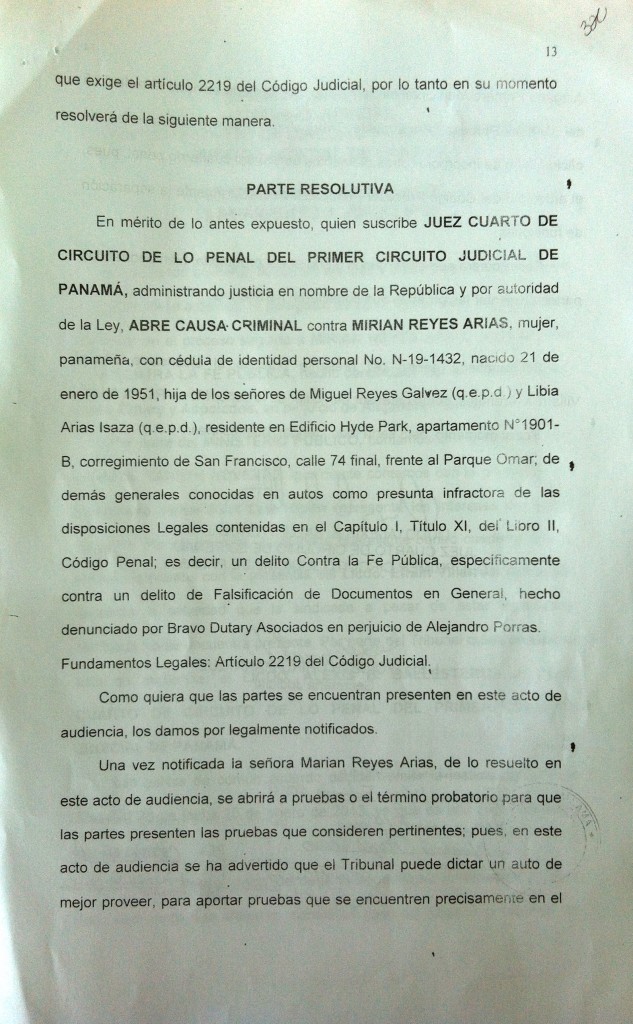 13
que exige el artículo 2219 del Código Judicial, por lo tanto en su momento
resolverá de la siguiente manera.
PARTE RESOLUTIVA
En mérito de lo antes expuesto, quien suscribe JUEZ CUARTO DE
CIRCUITO DE LO PENAL DEL PRIMER CIRCUITO JUDICIAL DE
PANAMÁ, administrando justicia en nombre de la República y por autoridad
de la Ley, ABRE CAUSA CRIMINAL contra MIRIAN REYES ARIAS, mujer,
panameña, con cédula de identidad personal No. N-19-1432, nacido 21 de
enero de 1951, hija de los señores de Miguel Reyes Galvez (q.e.p.d.) y Libia
Arias Isaza (q.e.p.d.), residente en Edificio Hyde Park, apartamento N°1901-
B, corregimiento de San Francisco, calle 74 final, frente al Parque Omar; de
demás generales conocidas en autos como presunta infractora de las
disposiciones Legales contenidas en el Capítulo I, Título XI, del Libro II,
Código Penal; es decir, un delito Contra la Fe Pública, específicamente
contra un delito de Falsificación de Documentos en General, hecho
denunciado por Bravo Dutary Asociados en perjuicio de Alejandro Porras.
Fundamentos Legales: Artículo 2219 del Código Judicial.
Como quiera que las partes se encuentran presenten en este acto de
audiencia, los damos por legalmente notificados.
Una vez notificada la señora Marian Reyes Arias, de lo resuelto en
este acto de audiencia, se abrirá a pruebas o el término probatorio para que
las partes presenten las pruebas que consideren pertinentes; pues, en este
acto de audiencia se ha advertido que el Tribunal puede dictar un auto de
mejor proveer, para aportar pruebas que se encuentren precisamente en el